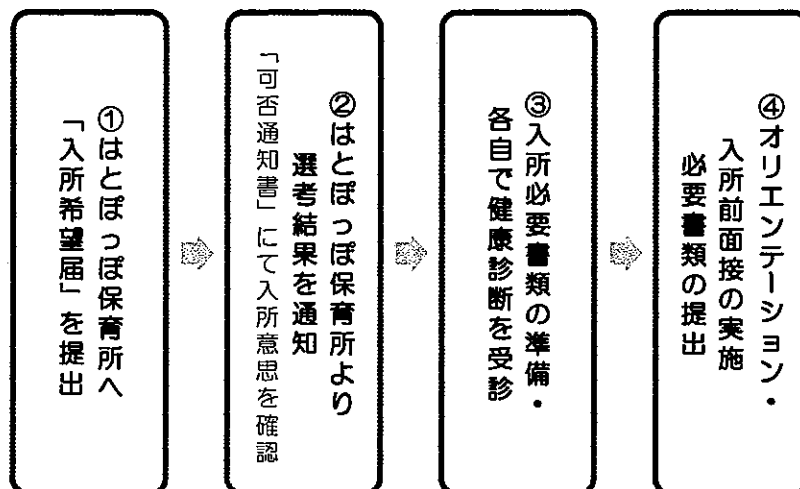 ①はとぽっぽ保育所へ
「入所希望届」を提出
②はとぽっぽ保育所より
選考結果を通知
「可否通知書」にて入所意思を確認
③入所必要書類の準備・
各自で健康診断を受診
④オリエンテーション・
入所前面接の実施
必要書類の提出